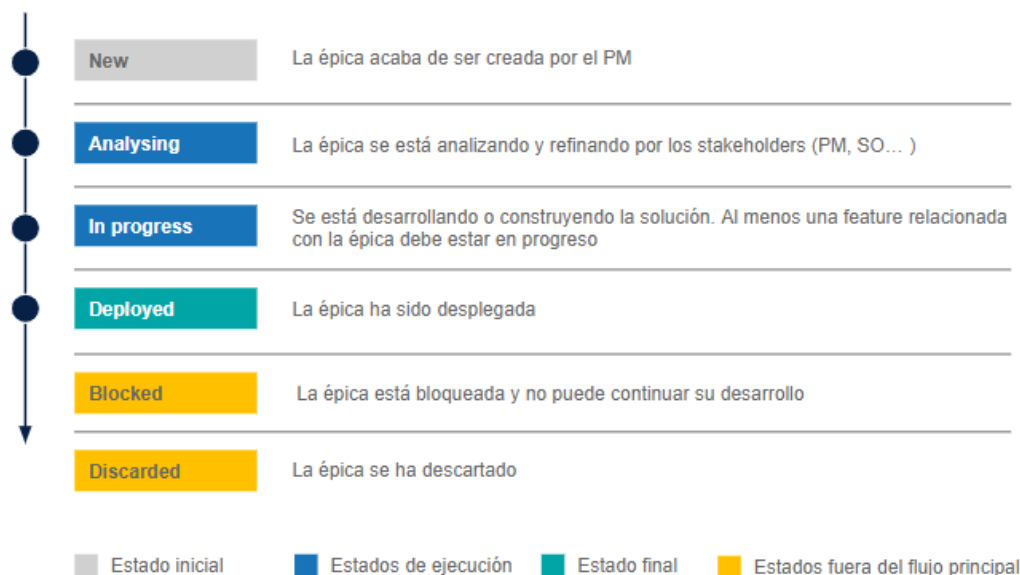 New
La épica acaba de ser creada por el PM
Analysing
La épica se está analizando y refinando por los stakeholders (PM, SO… )
In progress
Se está desarrollando o construyendo la solución. Al menos una feature relacionada
con la épica debe estar en progreso
Deployed
La épica ha sido desplegada
Blocked
La épica está bloqueada y no puede continuar su desarrollo
Discarded
La épica se ha descartado
Estado inicial
Estados de ejecución
Estado final
Estados fuera del flujo principal